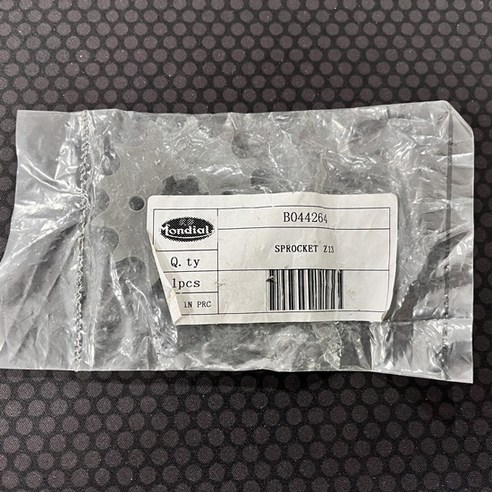 Mondial
B044264
SPROCKET Z13
Q.ty
1pcs
IN PRC